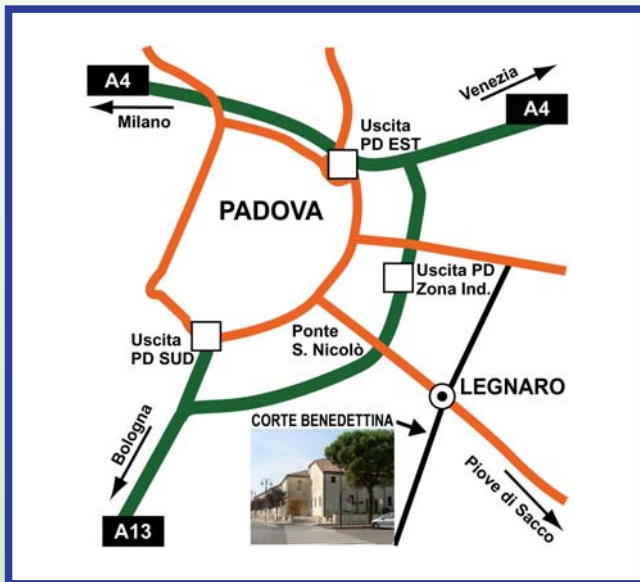 A4
Milano
Venezia
A4
Uscita
PD EST
PADOVA
Uscita PD
Zona Ind.
Uscita
PD SUD
Ponte
S. Nicolò
LEGNARO
CORTE BENEDETTINA
Bologna
Piove di Sacco
A13